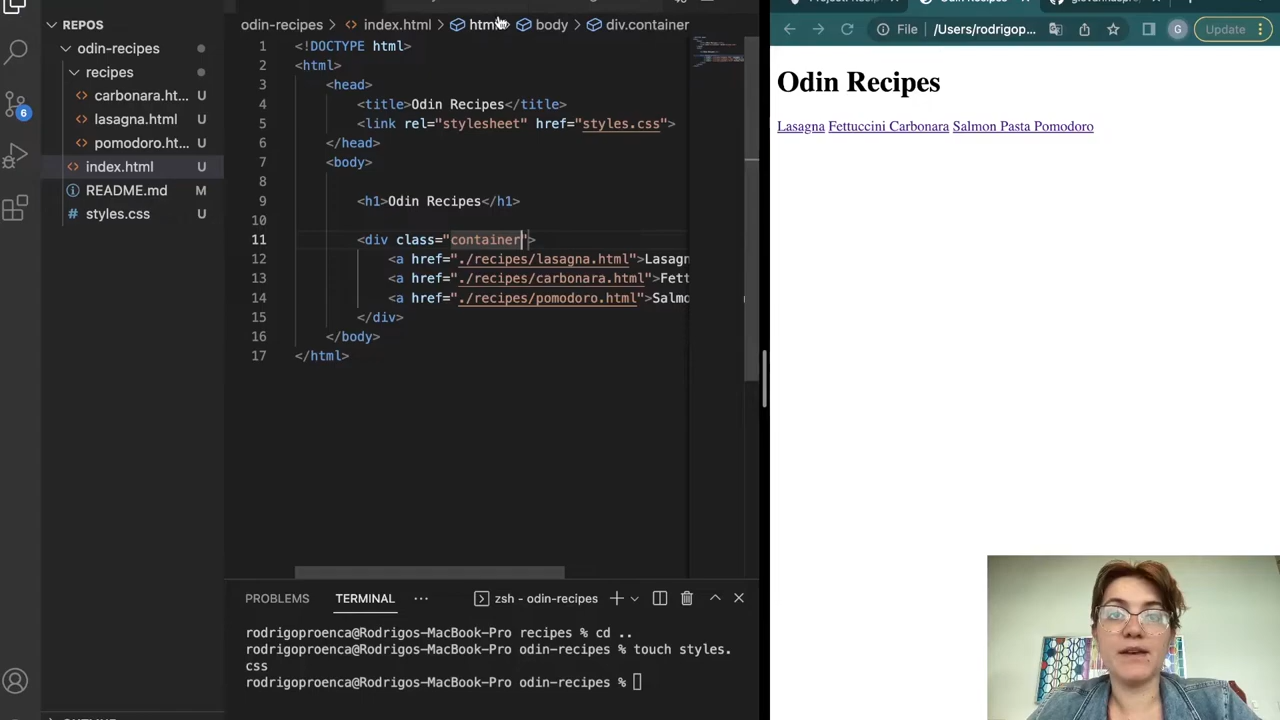 REPOS
odin-recipes
recipes
carbonara.ht... U
lasagna.html U
pomodoro.ht... U
index.html U
README.md M
styles.css U
6
odin-recipes > index.html > html > body > div.container
1 <!DOCTYPE html>
2 <html>
3 <head>
4 <title>Odin Recipes</title>
5 <link rel="stylesheet" href="styles.css">
6 </head>
7 <body>
8
9 <h1>Odin Recipes</h1>
10
11 <div class="container">
12 <a href="./recipes/lasagna.html">Lasagn
13 <a href="./recipes/carbonara.html">Fett
14 <a href="./recipes/pomodoro.html">Salmo
15 </div>
16 </body>
17 </html>
PROBLEMS TERMINAL ... zsh - odin-recipes
rodrigoproenca@Rodrigos-MacBook-Pro recipes % cd ..
rodrigoproenca@Rodrigos-MacBook-Pro odin-recipes % touch styles.
css
rodrigoproenca@Rodrigos-MacBook-Pro odin-recipes %
File /Users/rodrigop... G Update
Odin Recipes
Lasagna Fettuccini Carbonara Salmon Pasta Pomodoro